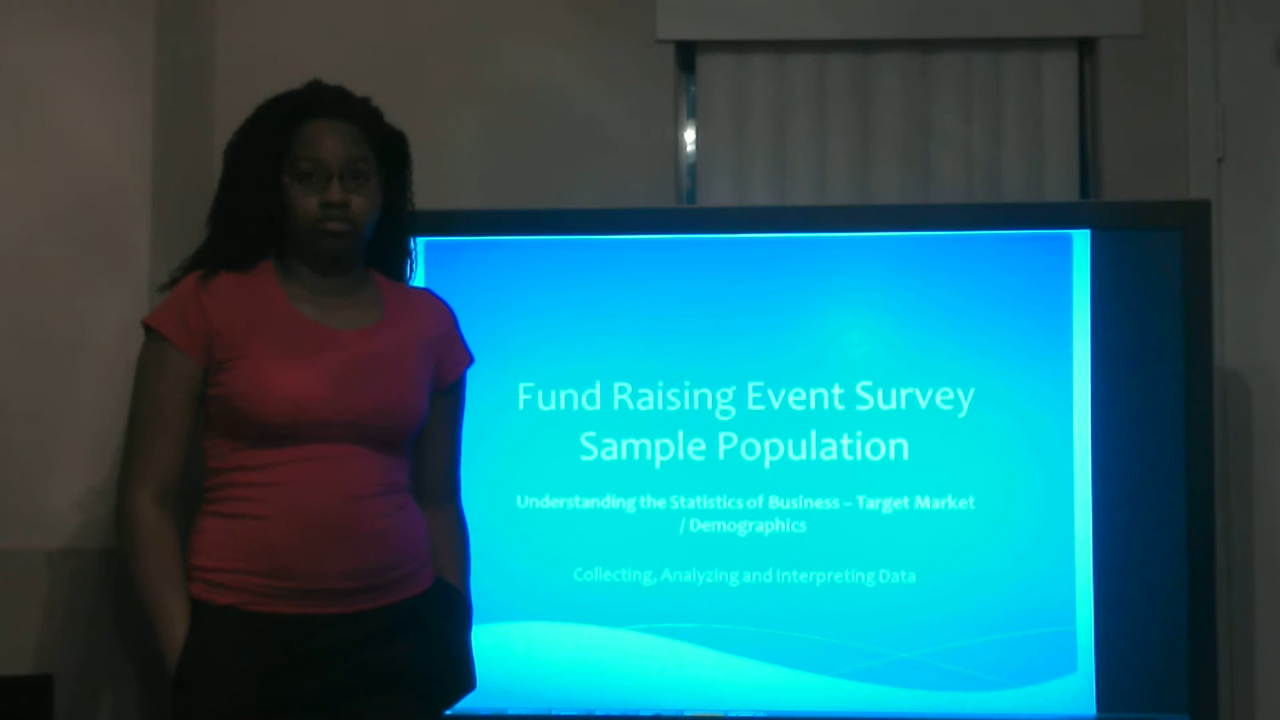 Fund Raising Event Survey
Sample Population
Understanding the Statistics of Business – Target Market
/ Demographics
Collecting, Analyzing and Interpreting Data